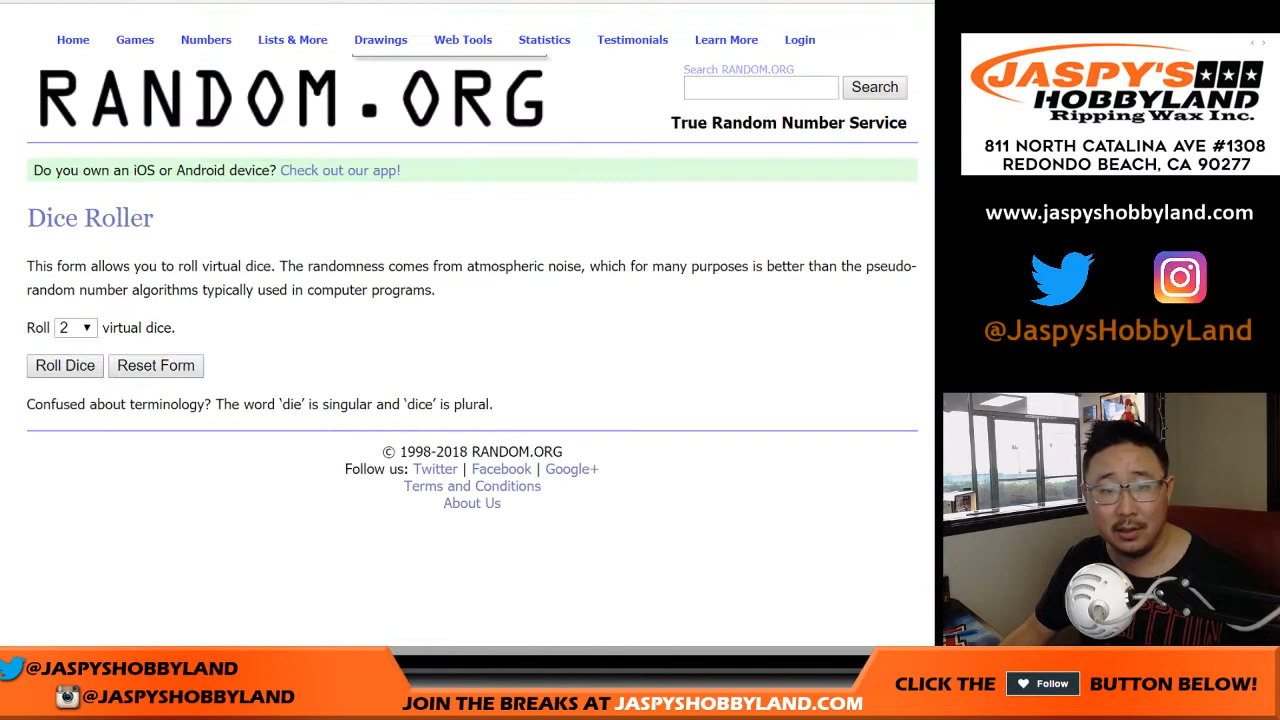 Home Games Numbers Lists & More Drawings Web Tools Statistics Testimonials Learn More Login
RANDOM.ORG
Search RANDOM.ORG
Search
True Random Number Service
Do you own an iOS or Android device? Check out our app!
Dice Roller
This form allows you to roll virtual dice. The randomness comes from atmospheric noise, which for many purposes is better than the pseudo-
random number algorithms typically used in computer programs.
Roll 2 virtual dice.
Roll Dice Reset Form
Confused about terminology? The word ‘die’ is singular and ‘dice’ is plural.
© 1998-2018 RANDOM.ORG
Follow us: Twitter | Facebook | Google+
Terms and Conditions
About Us
JASPY'S
HOBBYLAND
Ripping Wax Inc.
811 NORTH CATALINA AVE #1308
REDONDO BEACH, CA 90277
www.jaspyshobbyland.com
@JaspysHobbyLand
@JASPYSHOBBYLAND
@JASPYSHOBBYLAND
JOIN THE BREAKS AT JASPYSHOBBYLAND.COM
CLICK THE Follow BUTTON BELOW!